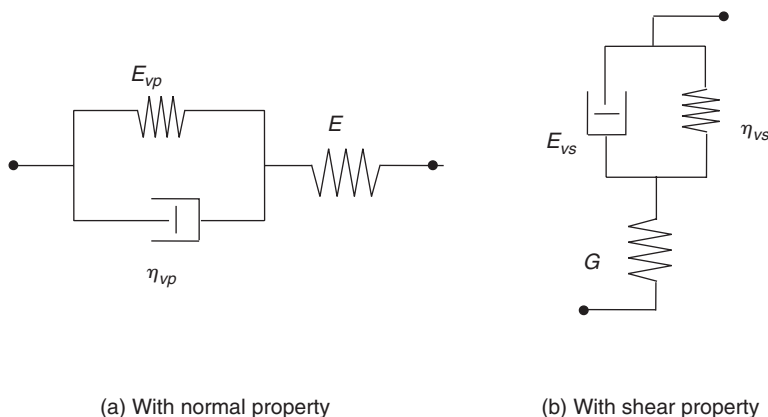 E_vp
E
η_vp
E_vs
η_vs
G
(a) With normal property
(b) With shear property